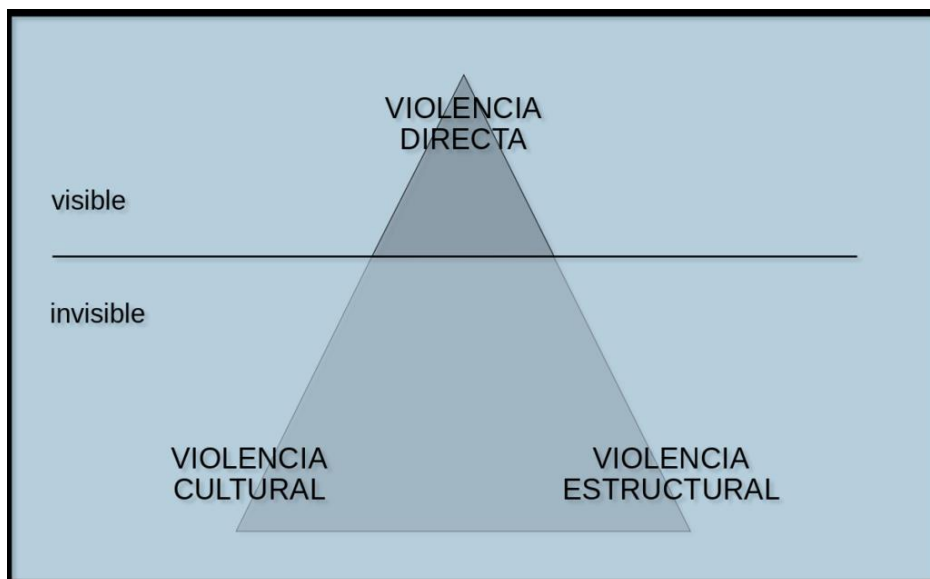 VIOLENCIA
DIRECTA
visible
invisible
VIOLENCIA
CULTURAL
VIOLENCIA
ESTRUCTURAL